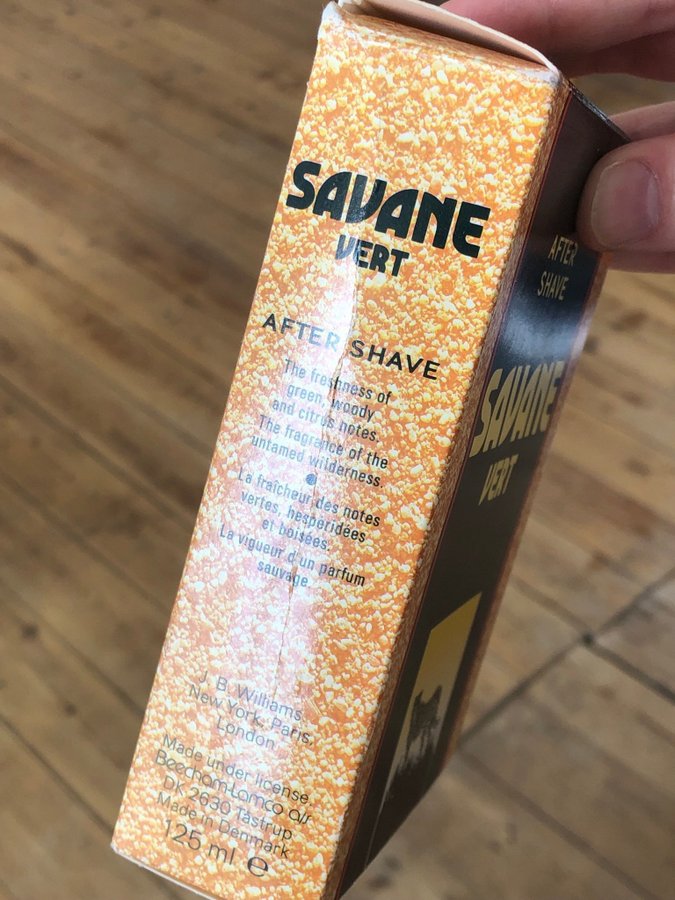 SAVANE
VERT
AFTER SHAVE
The freshness of
green, woody
and citrus notes.
The fragrance of the
untamed wilderness.
La fraîcheur des notes
vertes, hespéridées
et boisées.
La vigueur d'un parfum
sauvage.
J. B. Williams
New York, Paris,
London
Made under license.
Beecham-Lamco a/s
DK 2630 Tåstrup
Made in Denmark
125 ml ℮
AFTER
SHAVE
SAVANE
VERT